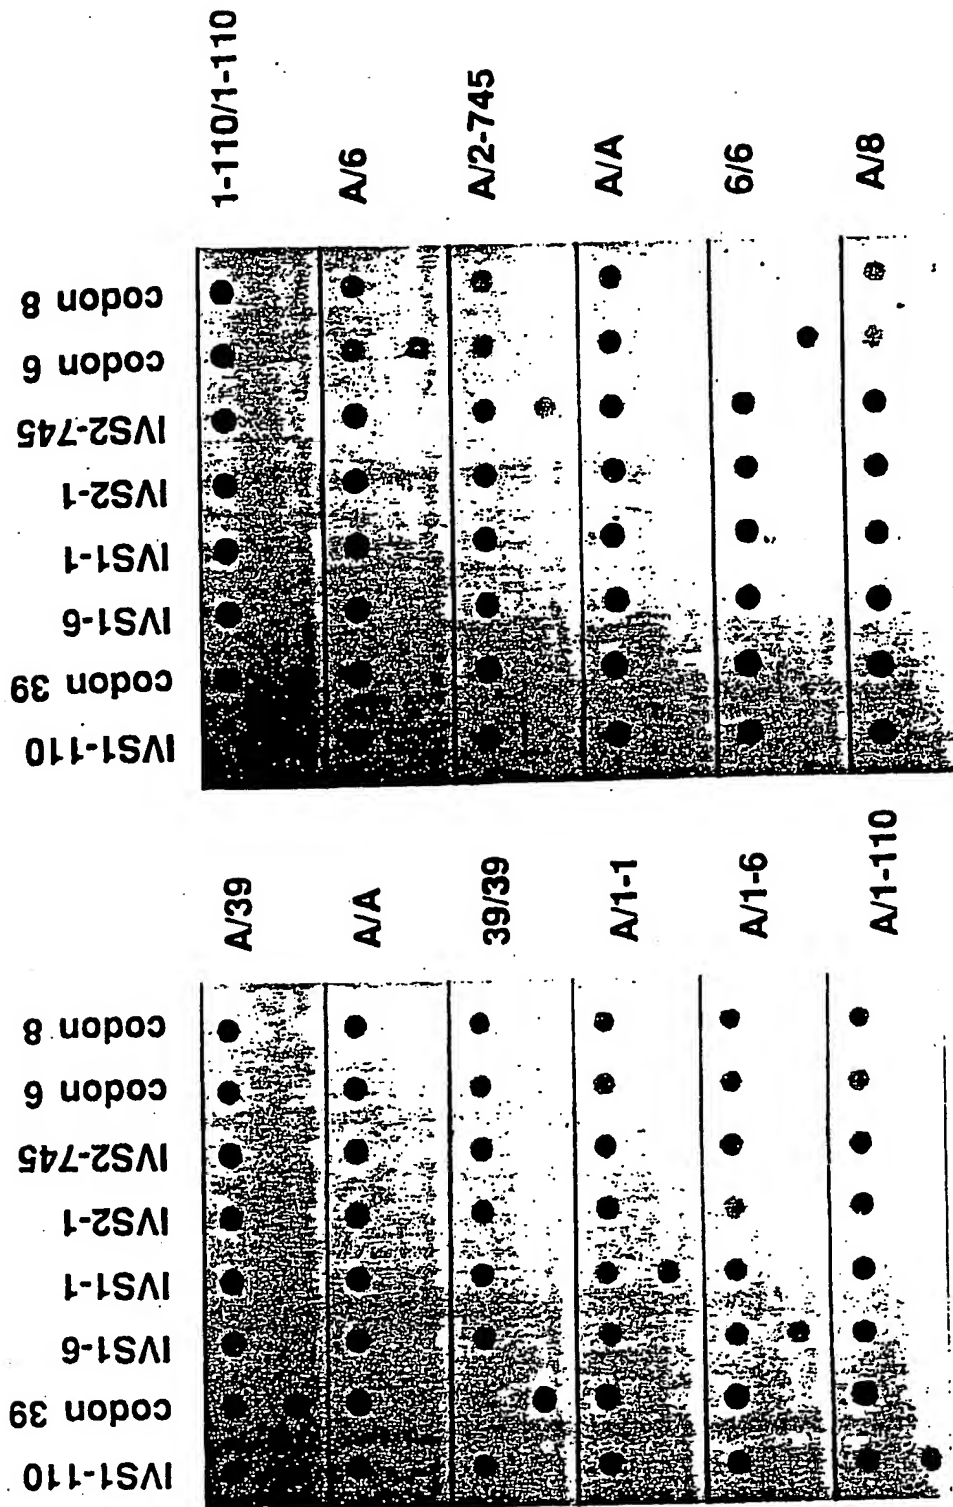 1-110/1-110
A/6
A/2-745
A/A
6/6
A/8
codon 8
codon 6
IVS2-745
IVS2-1
IVS1-1
IVS1-6
codon 39
IVS1-110
A/39
A/A
39/39
A/1-1
A/1-6
A/1-110
codon 8
codon 6
IVS2-745
IVS2-1
IVS1-1
IVS1-6
codon 39
IVS1-110